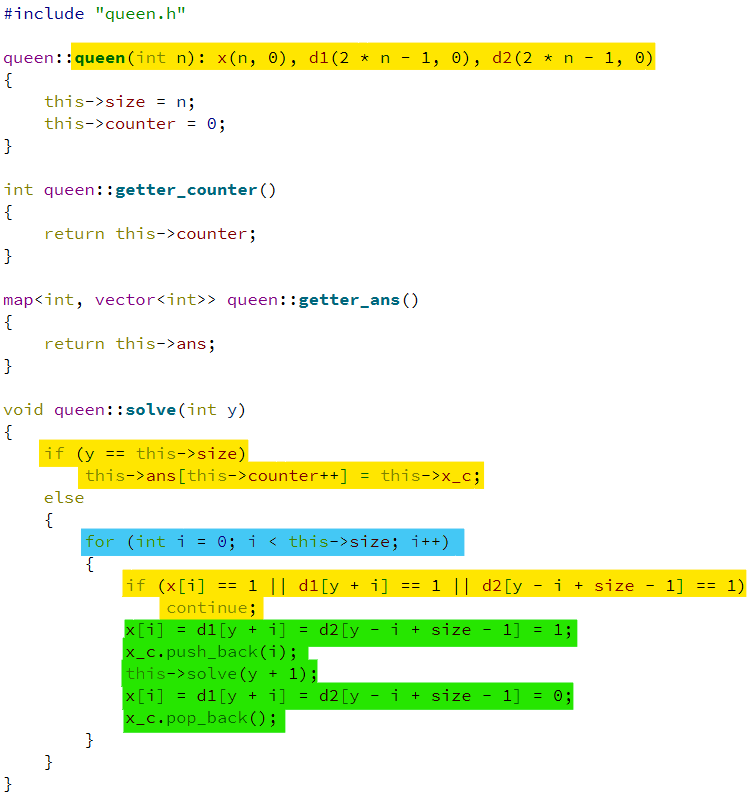 #include "queen.h"

queen::queen(int n): x(n, 0), d1(2 * n - 1, 0), d2(2 * n - 1, 0)
{
    this->size = n;
    this->counter = 0;
}

int queen::getter_counter()
{
    return this->counter;
}

map<int, vector<int>> queen::getter_ans()
{
    return this->ans;
}

void queen::solve(int y)
{
    if (y == this->size)
        this->ans[this->counter++] = this->x_c;
    else
    {
        for (int i = 0; i < this->size; i++)
        {
            if (x[i] == 1 || d1[y + i] == 1 || d2[y - i + size - 1] == 1)
                continue;
            x[i] = d1[y + i] = d2[y - i + size - 1] = 1;
            x_c.push_back(i);
            this->solve(y + 1);
            x[i] = d1[y + i] = d2[y - i + size - 1] = 0;
            x_c.pop_back();
        }
    }
}